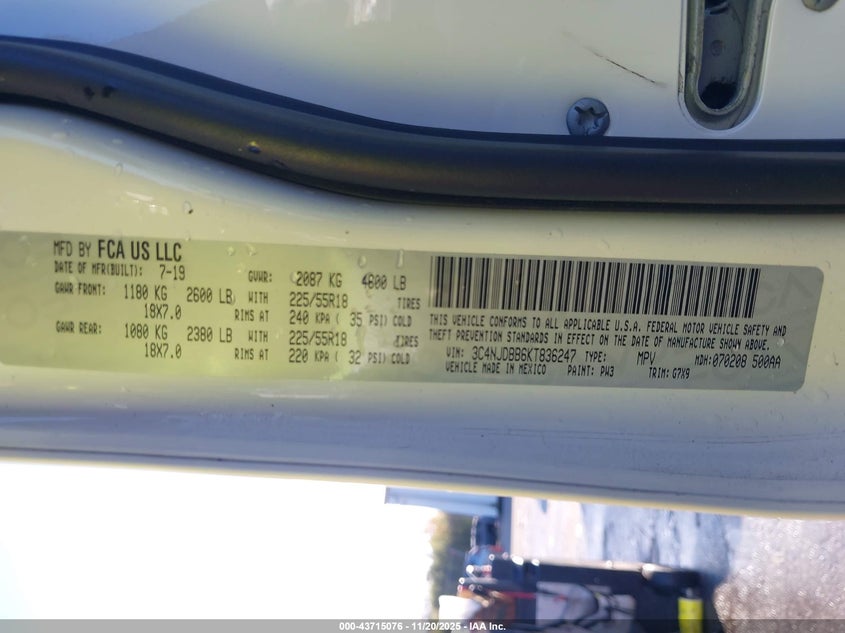 MFD BY FCA US LLC
DATE OF MFR(BUILT): 7-19 GVWR: 2087 KG 4600 LB
GAWR FRONT: 1180 KG 2600 LB WITH 225/55R18 TIRES
18X7.0 RIMS AT 240 KPA ( 35 PSI) COLD
GAWR REAR: 1080 KG 2380 LB WITH 225/55R18 TIRES
18X7.0 RIMS AT 220 KPA ( 32 PSI) COLD
THIS VEHICLE CONFORMS TO ALL APPLICABLE U.S.A. FEDERAL MOTOR VEHICLE SAFETY AND
THEFT PREVENTION STANDARDS IN EFFECT ON THE DATE OF MANUFACTURE SHOWN ABOVE.
VIN: 3C4NJDBB6KT836247 TYPE: MPV MDH:070208 500AA
VEHICLE MADE IN MEXICO PAINT: PW3 TRIM: G7X9
000-43715076 - 11/20/2025 - IAA Inc.